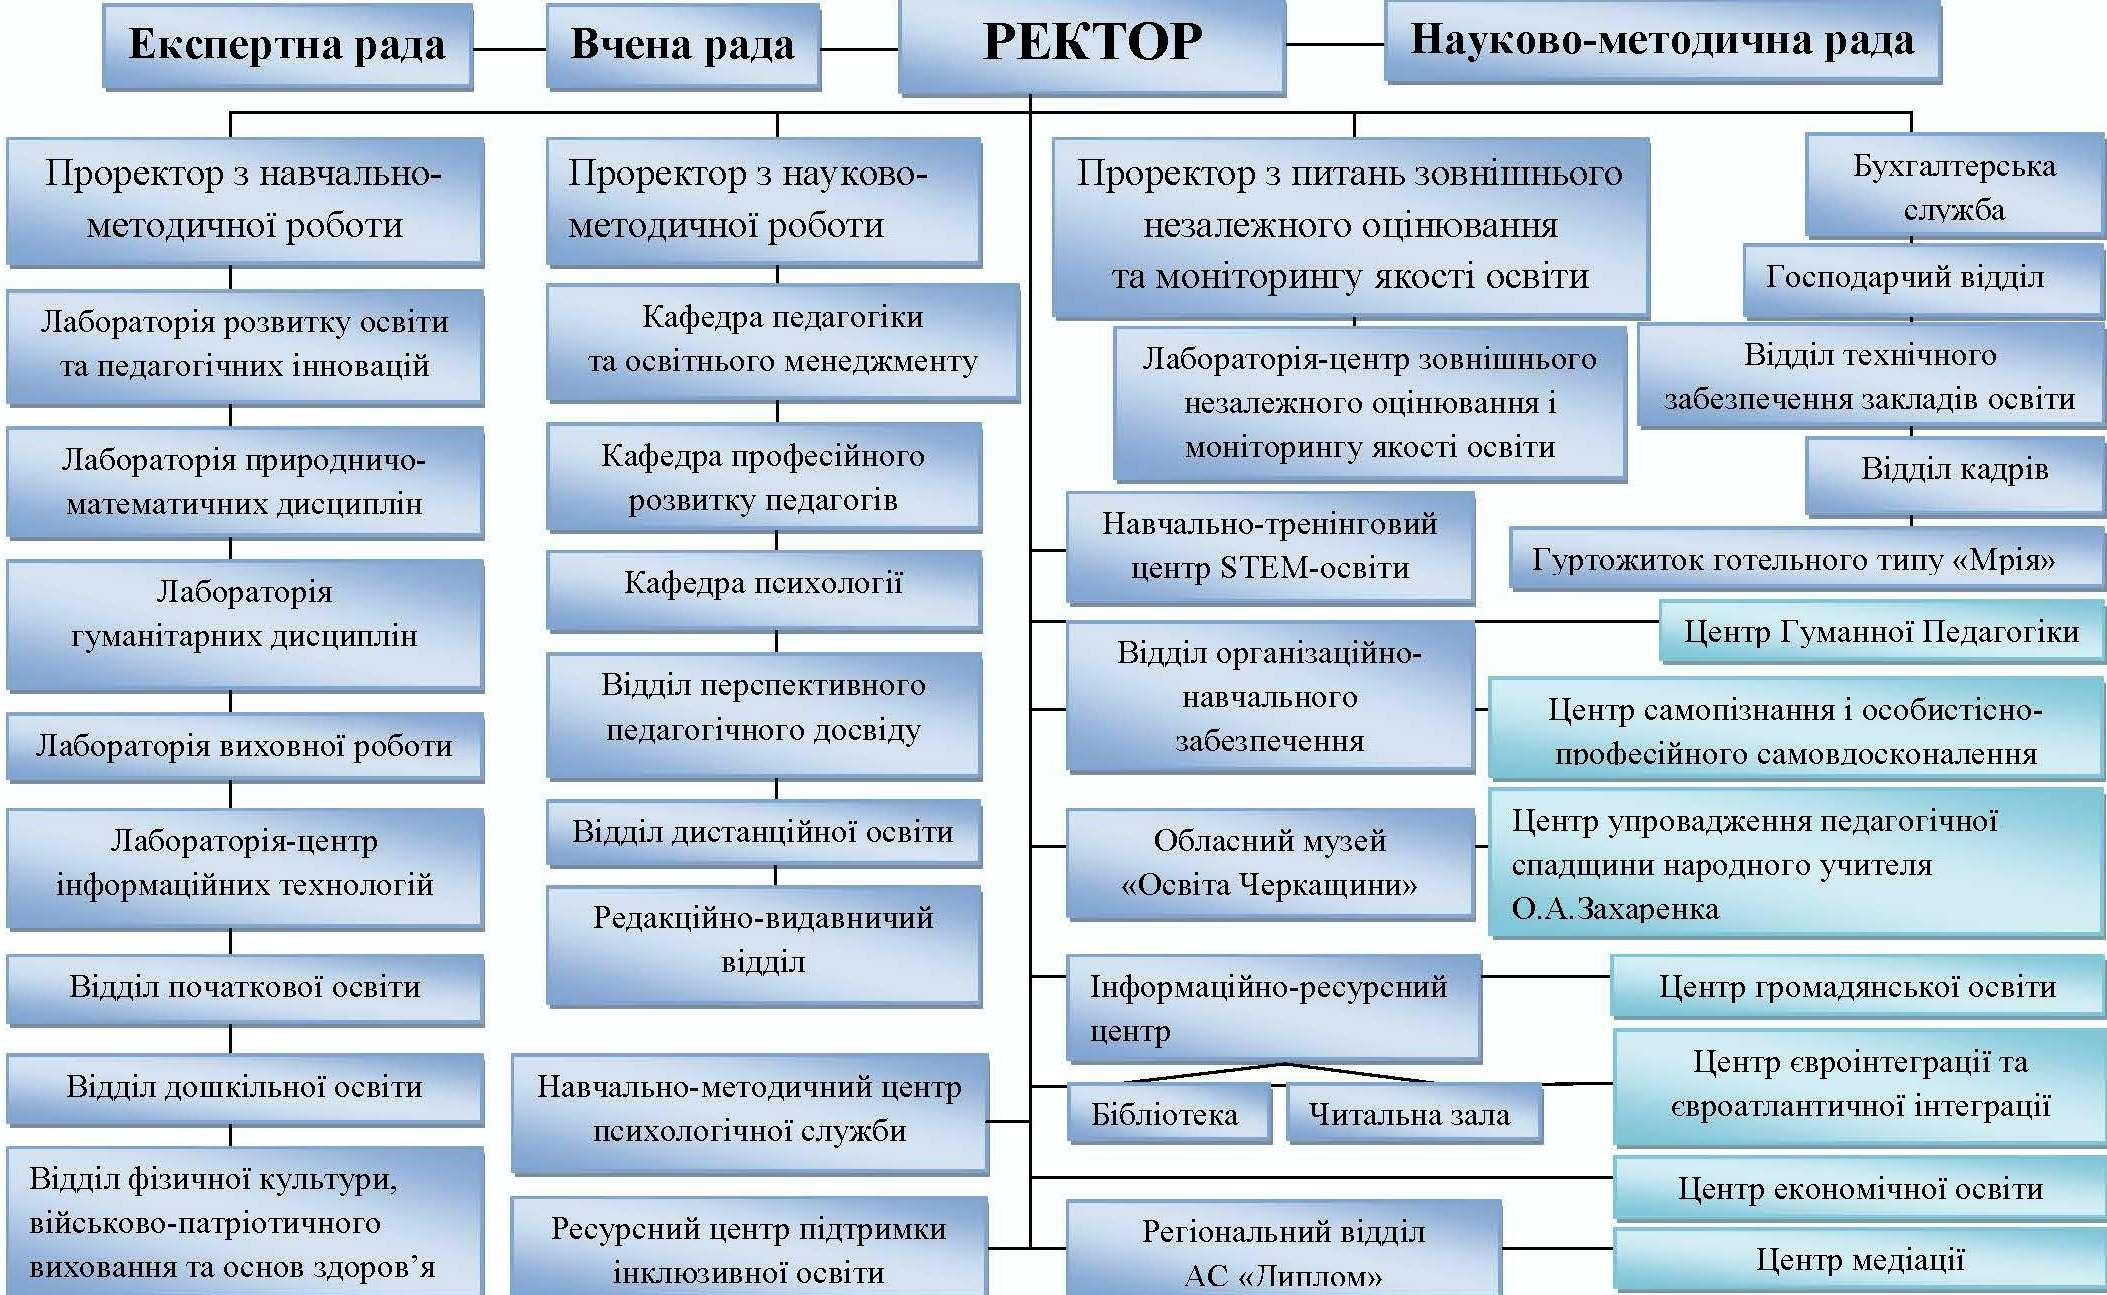 Експертна рада
Вчена рада
РЕКТОР
Науково-методична рада
Проректор з навчально-
методичної роботи
Лабораторія розвитку освіти
та педагогічних інновацій
Лабораторія природничо-
математичних дисциплін
Лабораторія
гуманітарних дисциплін
Лабораторія виховної роботи
Лабораторія-центр
інформаційних технологій
Відділ початкової освіти
Відділ дошкільної освіти
Відділ фізичної культури,
військово-патріотичного
виховання та основ здоров’я
Проректор з науково-
методичної роботи
Кафедра педагогіки
та освітнього менеджменту
Кафедра професійного
розвитку педагогів
Кафедра психології
Відділ перспективного
педагогічного досвіду
Відділ дистанційної освіти
Редакційно-видавничий
відділ
Навчально-методичний центр
психологічної служби
Ресурсний центр підтримки
інклюзивної освіти
Проректор з питань зовнішнього
незалежного оцінювання
та моніторингу якості освіти
Лабораторія-центр зовнішнього
незалежного оцінювання і
моніторингу якості освіти
Навчально-тренінговий
центр STEM-освіти
Відділ організаційно-
навчального
забезпечення
Обласний музей
«Освіта Черкащини»
Інформаційно-ресурсний
центр
Бібліотека
Читальна зала
Регіональний відділ
АС «Диплом»
Бухгалтерська
служба
Господарчий відділ
Відділ технічного
забезпечення закладів освіти
Відділ кадрів
Гуртожиток готельного типу «Мрія»
Центр Гуманної Педагогіки
Центр самопізнання і особистісно-
професійного самовдосконалення
Центр упровадження педагогічної
спадщини народного учителя
О.А.Захаренка
Центр громадянської освіти
Центр євроінтеграції та
євроатлантичної інтеграції
Центр економічної освіти
Центр медіації